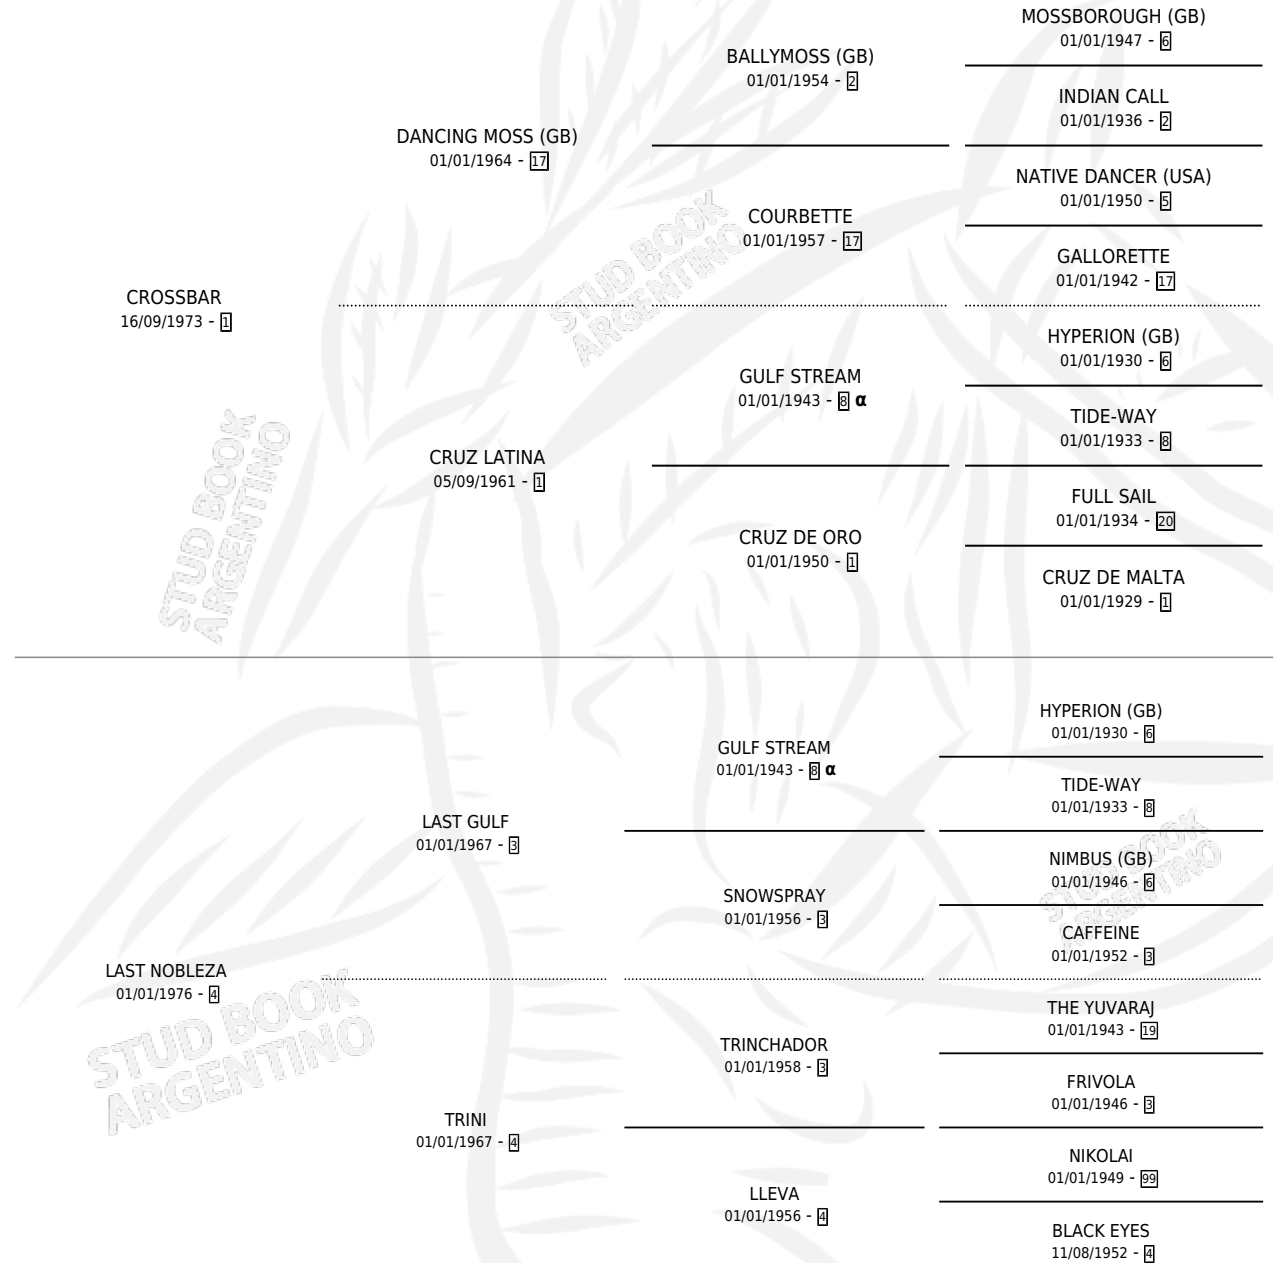 MOSSBOROUGH (GB)
01/01/1947 - 6
BALLYMOSS (GB)
01/01/1954 - 2
INDIAN CALL
01/01/1936 - 2
DANCING MOSS (GB)
01/01/1964 - 17
NATIVE DANCER (USA)
01/01/1950 - 5
COURBETTE
01/01/1957 - 17
GALLORETTE
01/01/1942 - 17
CROSSBAR
16/09/1973 - 1
HYPERION (GB)
01/01/1930 - 6
GULF STREAM
01/01/1943 - 8 α
TIDE-WAY
01/01/1933 - 8
CRUZ LATINA
05/09/1961 - 1
FULL SAIL
01/01/1934 - 20
CRUZ DE ORO
01/01/1950 - 1
CRUZ DE MALTA
01/01/1929 - 1
HYPERION (GB)
01/01/1930 - 6
GULF STREAM
01/01/1943 - 8 α
TIDE-WAY
01/01/1933 - 8
LAST GULF
01/01/1967 - 3
NIMBUS (GB)
01/01/1946 - 6
SNOWSPRAY
01/01/1956 - 3
CAFFEINE
01/01/1952 - 3
LAST NOBLEZA
01/01/1976 - 4
THE YUVARAJ
01/01/1943 - 19
TRINCHADOR
01/01/1958 - 3
FRIVOLA
01/01/1946 - 3
TRINI
01/01/1967 - 4
NIKOLAI
01/01/1949 - 99
LLEVA
01/01/1956 - 4
BLACK EYES
11/08/1952 - 4
STUD BOOK
ARGENTINO
STUD BOOK
ARGENTINO
STUD BOOK
ARGENTINO
STUD BOOK
ARGENTINO